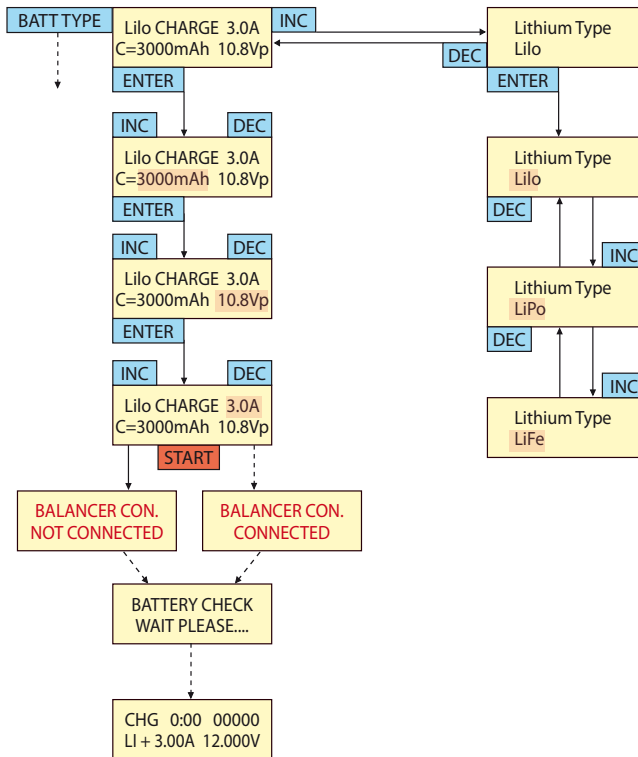 BATT TYPE
Lilo CHARGE 3.0A
C=3000mAh 10.8Vp
INC
DEC
Lithium Type
Lilo
ENTER
ENTER
INC
DEC
Lilo CHARGE 3.0A
C=3000mAh 10.8Vp
ENTER
Lithium Type
Lilo
DEC
INC
INC
DEC
Lilo CHARGE 3.0A
C=3000mAh 10.8Vp
ENTER
Lithium Type
LiPo
DEC
INC
INC
DEC
Lilo CHARGE 3.0A
C=3000mAh 10.8Vp
START
Lithium Type
LiFe
BALANCER CON.
NOT CONNECTED
BALANCER CON.
CONNECTED
BATTERY CHECK
WAIT PLEASE....
CHG 0:00 00000
LI + 3.00A 12.000V